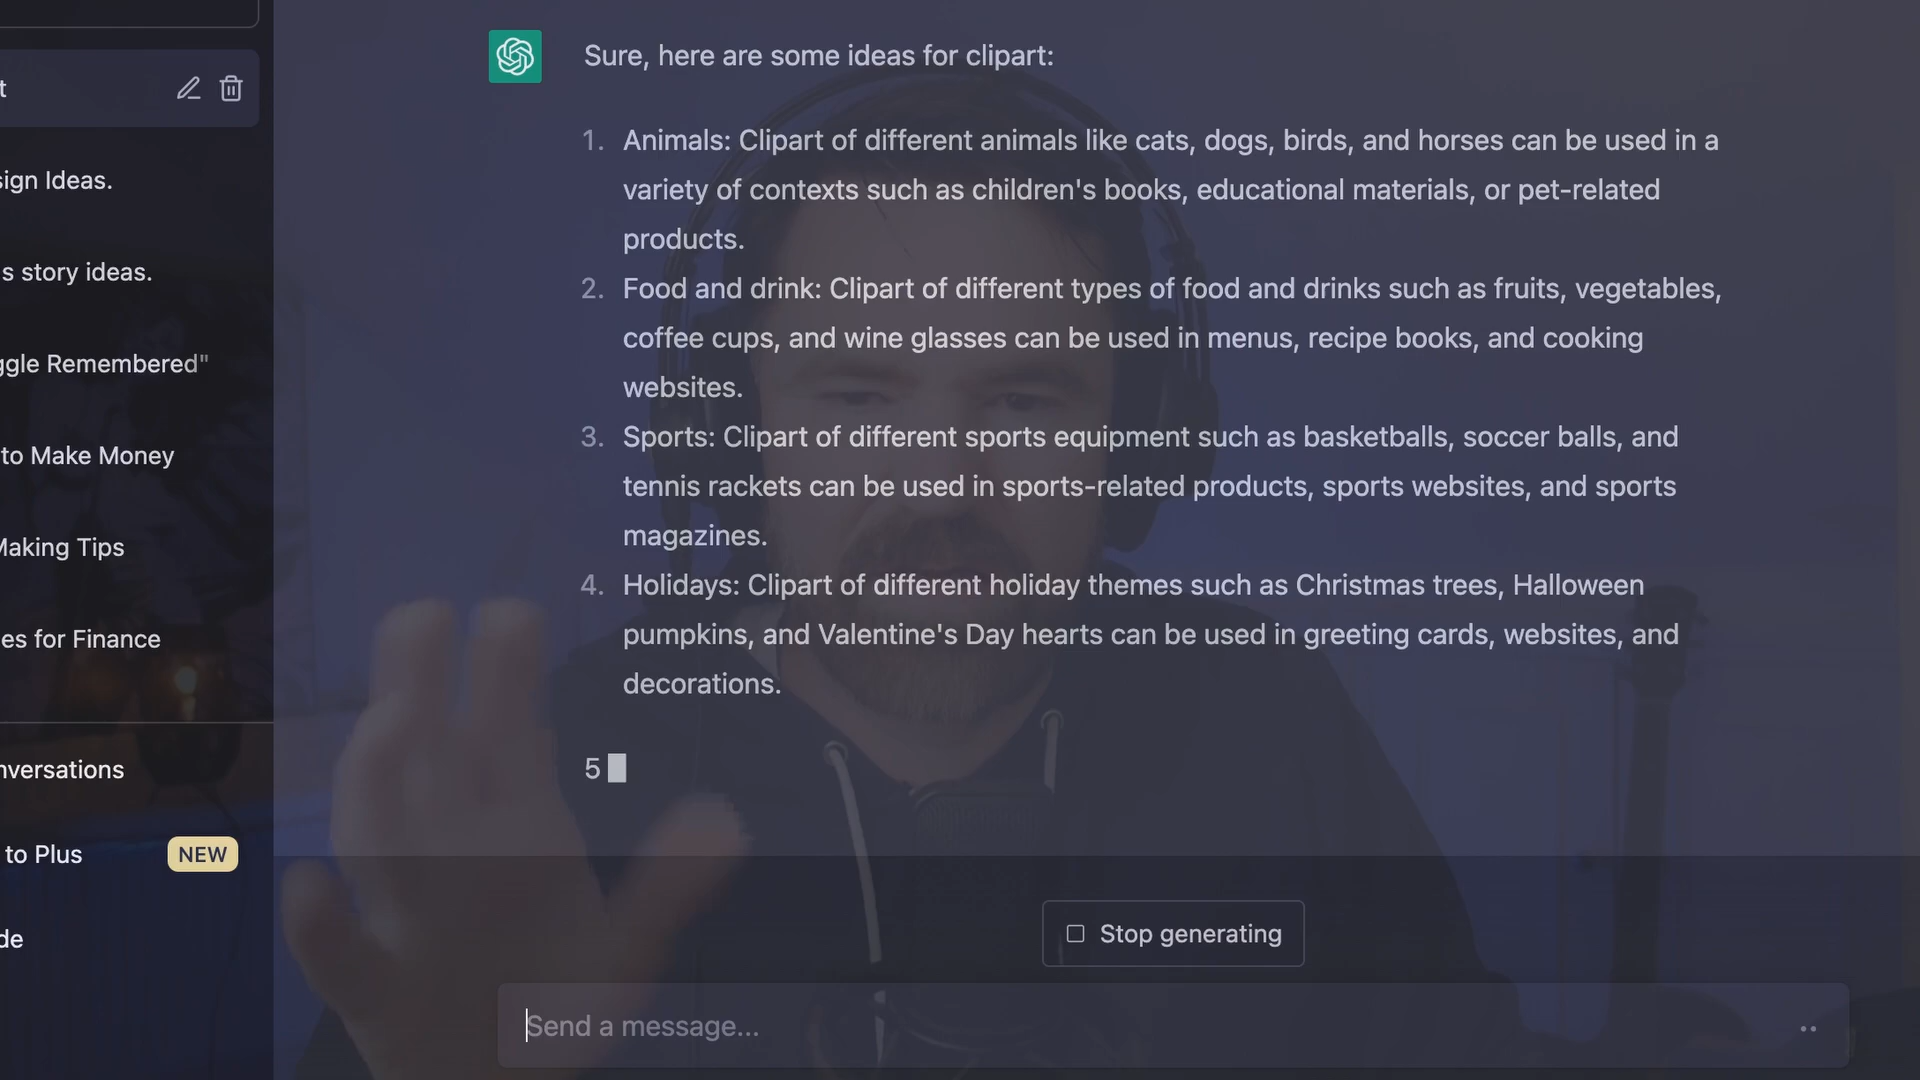 t
sign Ideas.
s story ideas.
ggle Remembered"
to Make Money
Making Tips
es for Finance
nversations
to Plus
NEW
de
Sure, here are some ideas for clipart:
1. Animals: Clipart of different animals like cats, dogs, birds, and horses can be used in a
variety of contexts such as children's books, educational materials, or pet-related
products.
2. Food and drink: Clipart of different types of food and drinks such as fruits, vegetables,
coffee cups, and wine glasses can be used in menus, recipe books, and cooking
websites.
3. Sports: Clipart of different sports equipment such as basketballs, soccer balls, and
tennis rackets can be used in sports-related products, sports websites, and sports
magazines.
4. Holidays: Clipart of different holiday themes such as Christmas trees, Halloween
pumpkins, and Valentine's Day hearts can be used in greeting cards, websites, and
decorations.
5
Stop generating
Send a message...